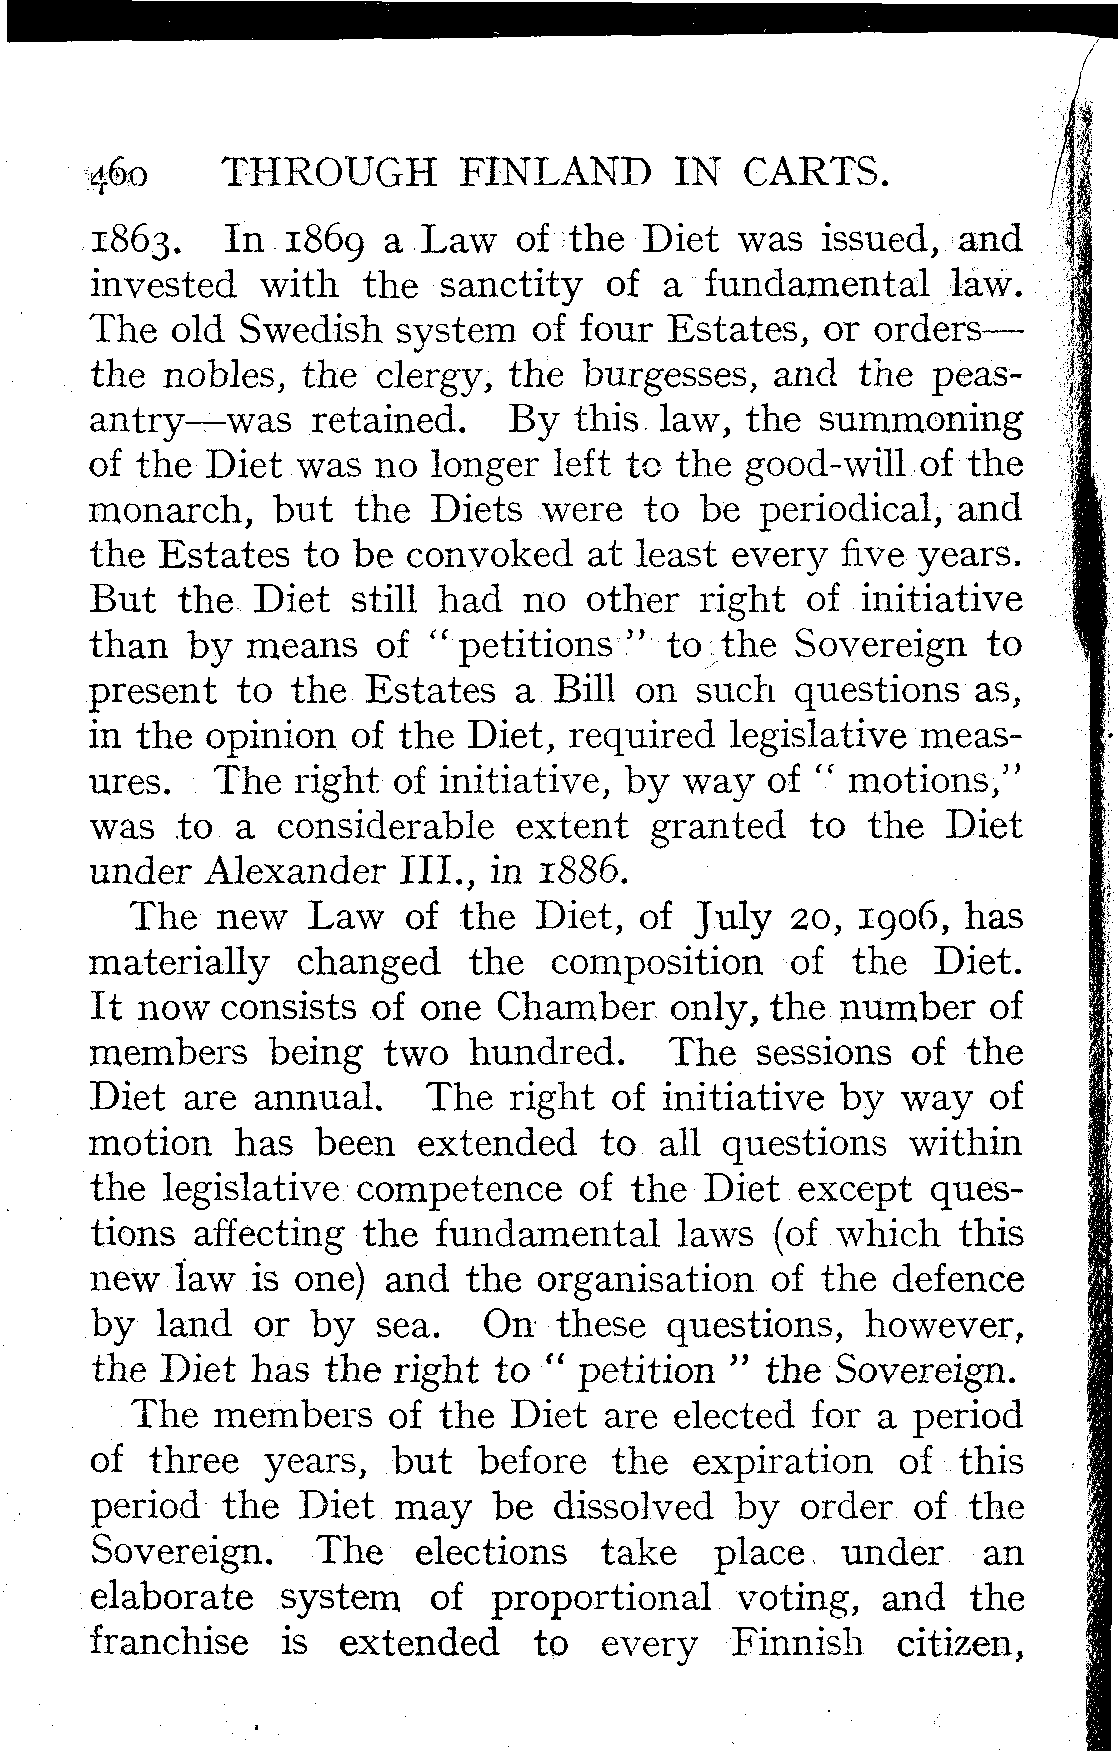 460 THROUGH FINLAND IN CARTS.
1863. In 1869 a Law of the Diet was issued, and
invested with the sanctity of a fundamental law.
The old Swedish system of four Estates, or orders—
the nobles, the clergy, the burgesses, and the peas-
antry—was retained. By this law, the summoning
of the Diet was no longer left to the good-will of the
monarch, but the Diets were to be periodical, and
the Estates to be convoked at least every five years.
But the Diet still had no other right of initiative
than by means of “petitions” to the Sovereign to
present to the Estates a Bill on such questions as,
in the opinion of the Diet, required legislative meas-
ures. The right of initiative, by way of “motions,”
was to a considerable extent granted to the Diet
under Alexander III., in 1886.
The new Law of the Diet, of July 20, 1906, has
materially changed the composition of the Diet.
It now consists of one Chamber only, the number of
members being two hundred. The sessions of the
Diet are annual. The right of initiative by way of
motion has been extended to all questions within
the legislative competence of the Diet except ques-
tions affecting the fundamental laws (of which this
new law is one) and the organisation of the defence
by land or by sea. On these questions, however,
the Diet has the right to “petition” the Sovereign.
The members of the Diet are elected for a period
of three years, but before the expiration of this
period the Diet may be dissolved by order of the
Sovereign. The elections take place under an
elaborate system of proportional voting, and the
franchise is extended to every Finnish citizen,